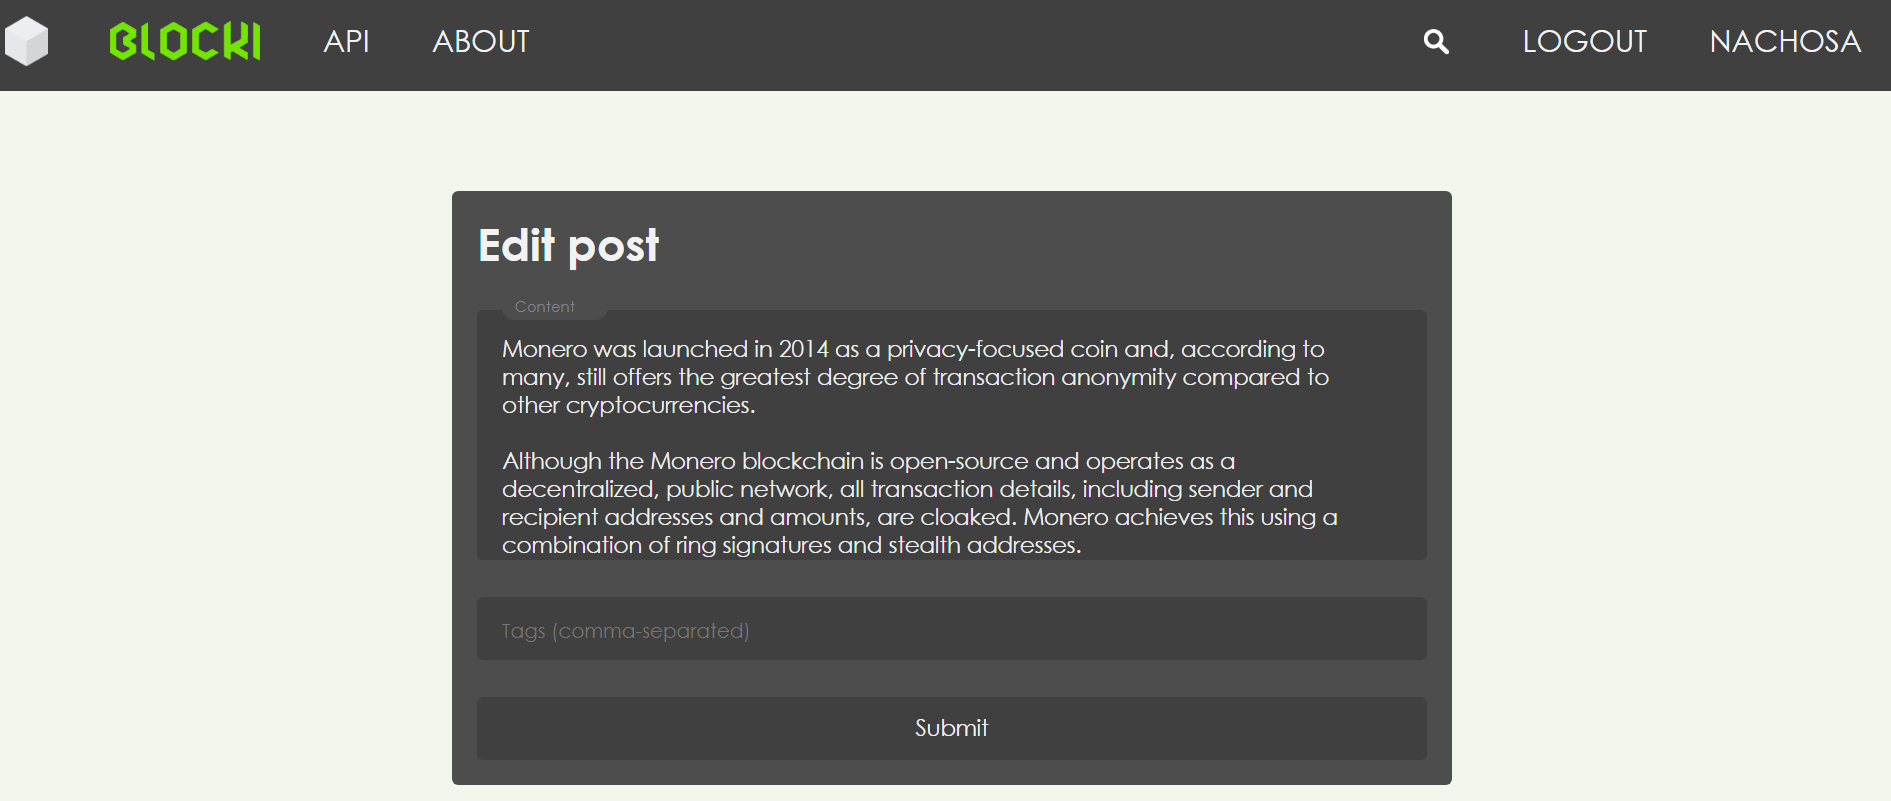 BLOCKI API ABOUT LOGOUT NACHOSA
Edit post
Content
Monero was launched in 2014 as a privacy-focused coin and, according to
many, still offers the greatest degree of transaction anonymity compared to
other cryptocurrencies.
Although the Monero blockchain is open-source and operates as a
decentralized, public network, all transaction details, including sender and
recipient addresses and amounts, are cloaked. Monero achieves this using a
combination of ring signatures and stealth addresses.
Tags (comma-separated)
Submit